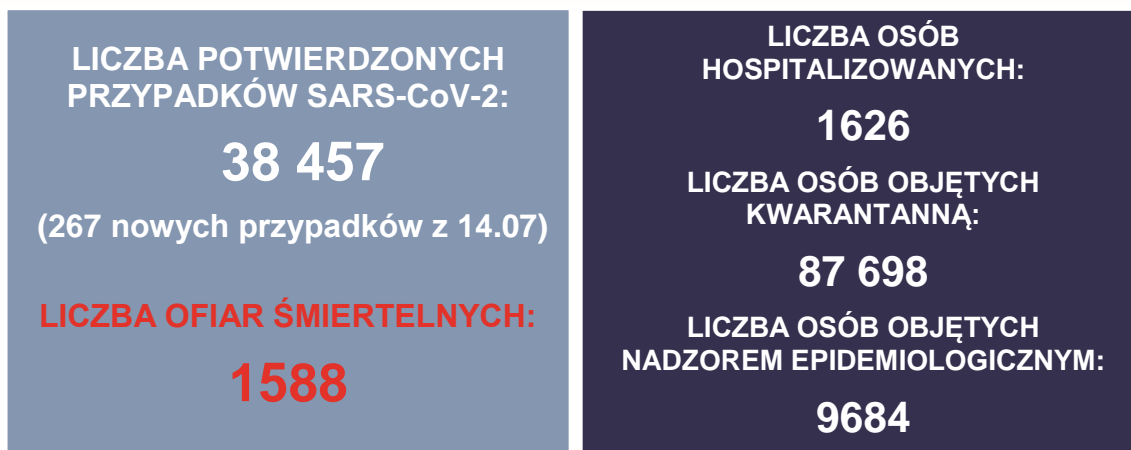 LICZBA POTWIERDZONYCH
PRZYPADKÓW SARS-CoV-2:
38 457
(267 nowych przypadków z 14.07)
LICZBA OFIAR ŚMIERTELNYCH:
1588
LICZBA OSÓB
HOSPITALIZOWANYCH:
1626
LICZBA OSÓB OBJĘTYCH
KWARANTANNĄ:
87 698
LICZBA OSÓB OBJĘTYCH
NADZOREM EPIDEMIOLOGICZNYM:
9684